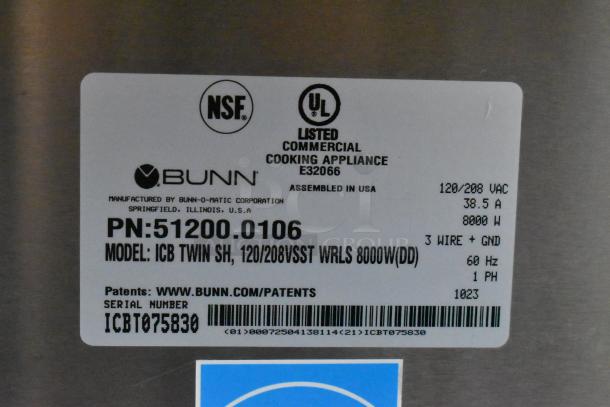 NSF.
UL
LISTED
COMMERCIAL
COOKING APPLIANCE
E32066
ASSEMBLED IN USA
BUNN
MANUFACTURED BY BUNN-O-MATIC CORPORATION
SPRINGFIELD, ILLINOIS, U.S.A
120/208 VAC
38.5 A
8000 W
3 WIRE + GND
60 Hz
1 PH
1023
PN:51200.0106
MODEL: ICB TWIN SH, 120/208VSST WRLS 8000W(DD)
Patents: WWW.BUNN.COM/PATENTS
SERIAL NUMBER
ICBT075830
(01)00072504138114(21)ICBT075830